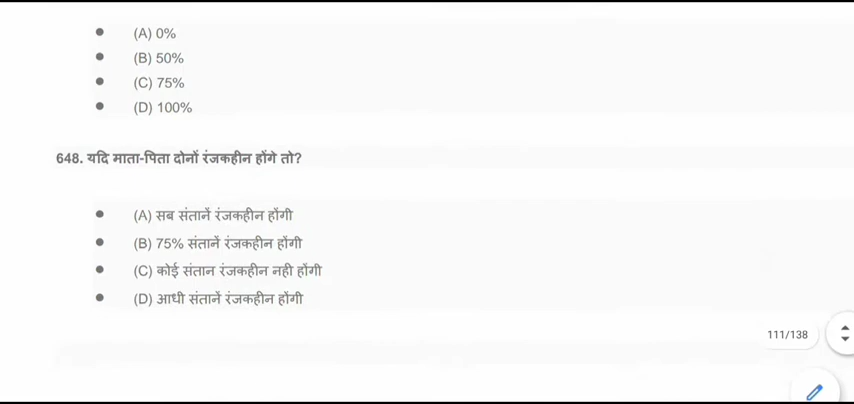 (A) 0%
(B) 50%
(C) 75%
(D) 100%
648. यदि माता-पिता दोनों रंजकहीन होंगे तो?
(A) सब संतानें रंजकहीन होंगी
(B) 75% संतानें रंजकहीन होंगी
(C) कोई संतान रंजकहीन नही होंगी
(D) आधी संतानें रंजकहीन होंगी
111/138